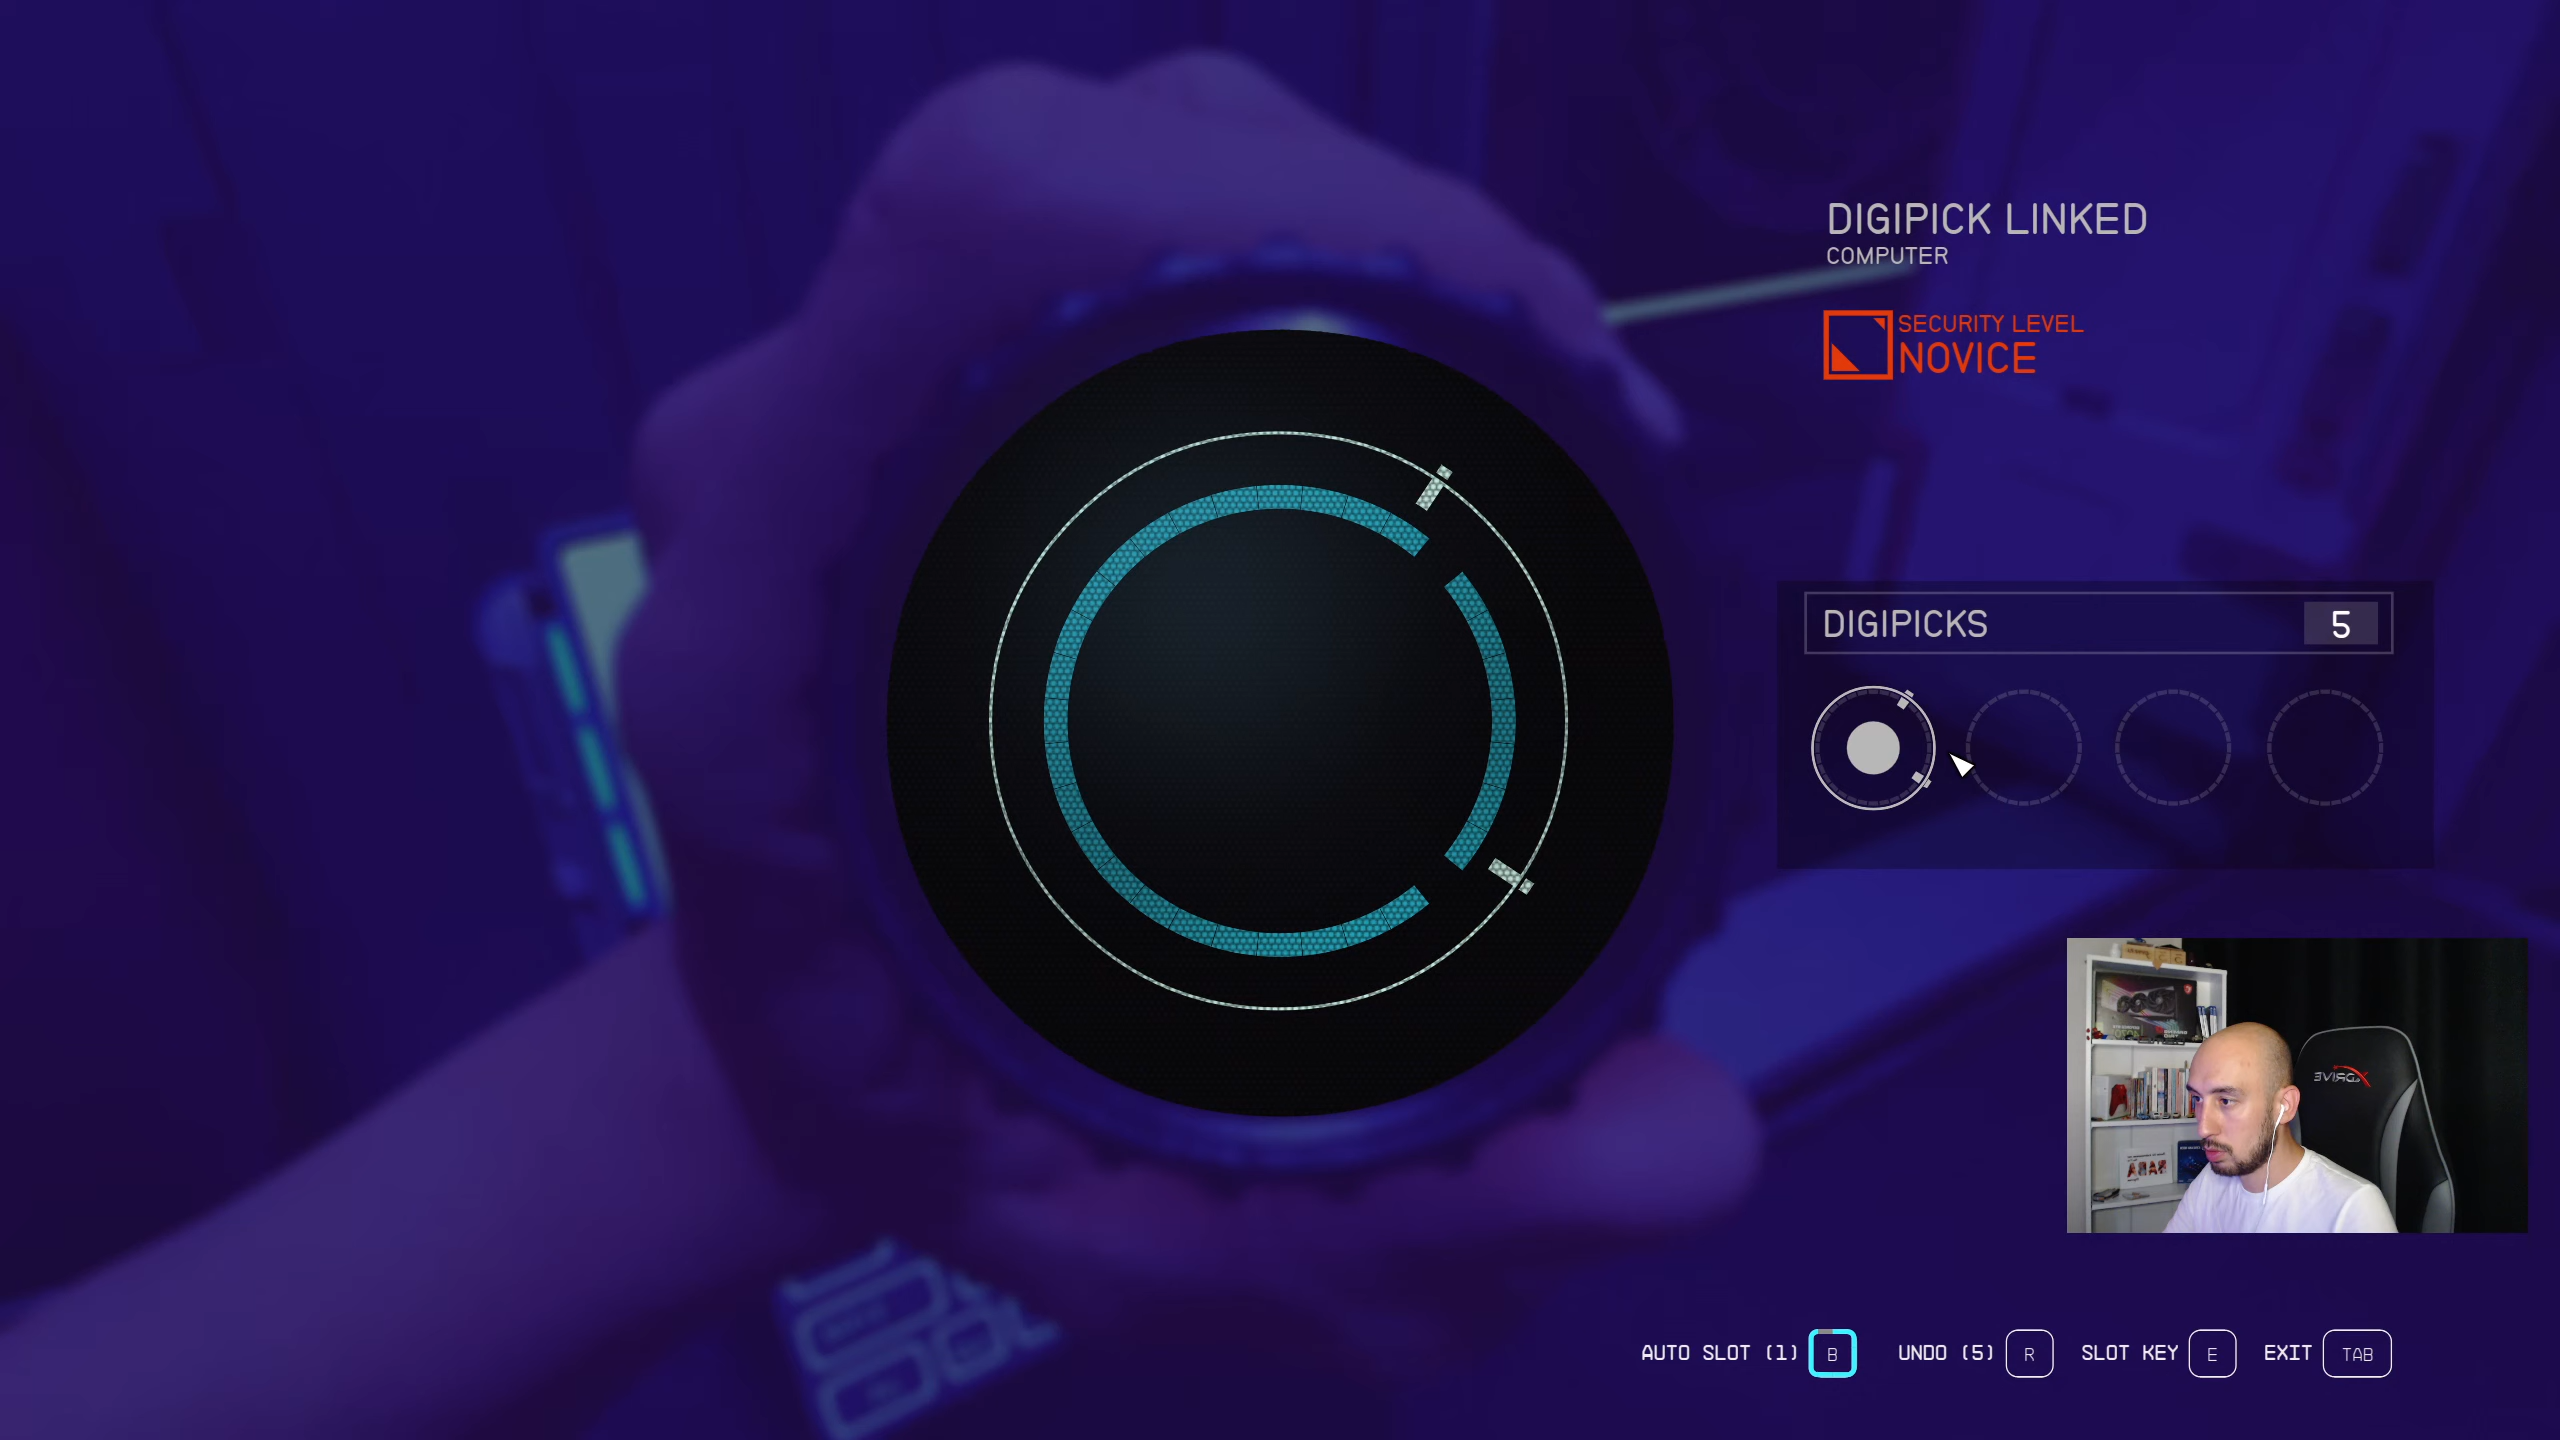 DIGIPICK LINKED
COMPUTER
SECURITY LEVEL
NOVICE
DIGIPICKS 5
AUTO SLOT (1) B UNDO (5) R SLOT KEY E EXIT TAB